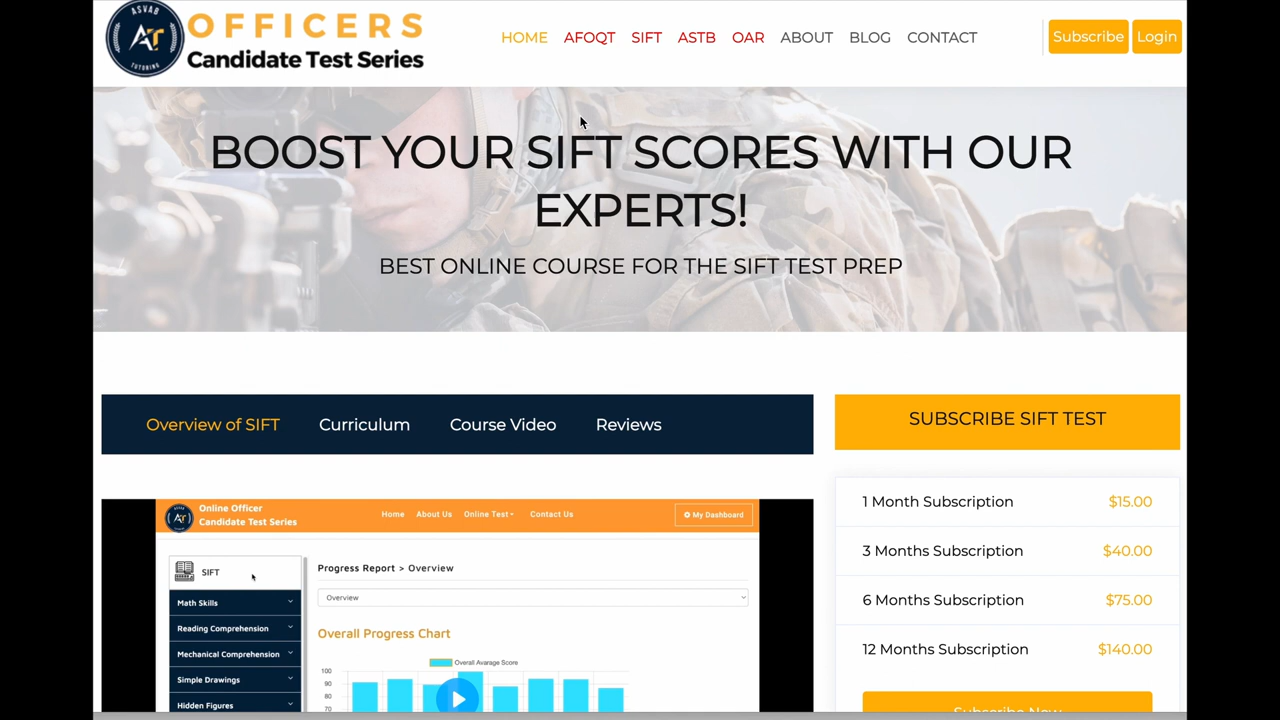 ASVAB
AT
TUTORING
OFFICERS
Candidate Test Series
HOME AFOQT SIFT ASTB OAR ABOUT BLOG CONTACT
Subscribe Login
BOOST YOUR SIFT SCORES WITH OUR
EXPERTS!
BEST ONLINE COURSE FOR THE SIFT TEST PREP
Overview of SIFT Curriculum Course Video Reviews
SUBSCRIBE SIFT TEST
1 Month Subscription $15.00
3 Months Subscription $40.00
6 Months Subscription $75.00
12 Months Subscription $140.00
Subscribe Now
AT
Online Officer
Candidate Test Series
Home About Us Online Test Contact Us
My Dashboard
SIFT
Math Skills
Reading Comprehension
Mechanical Comprehension
Simple Drawings
Hidden Figures
Progress Report > Overview
Overview
Overall Progress Chart
Overall Avarage Score
100
90
80
70